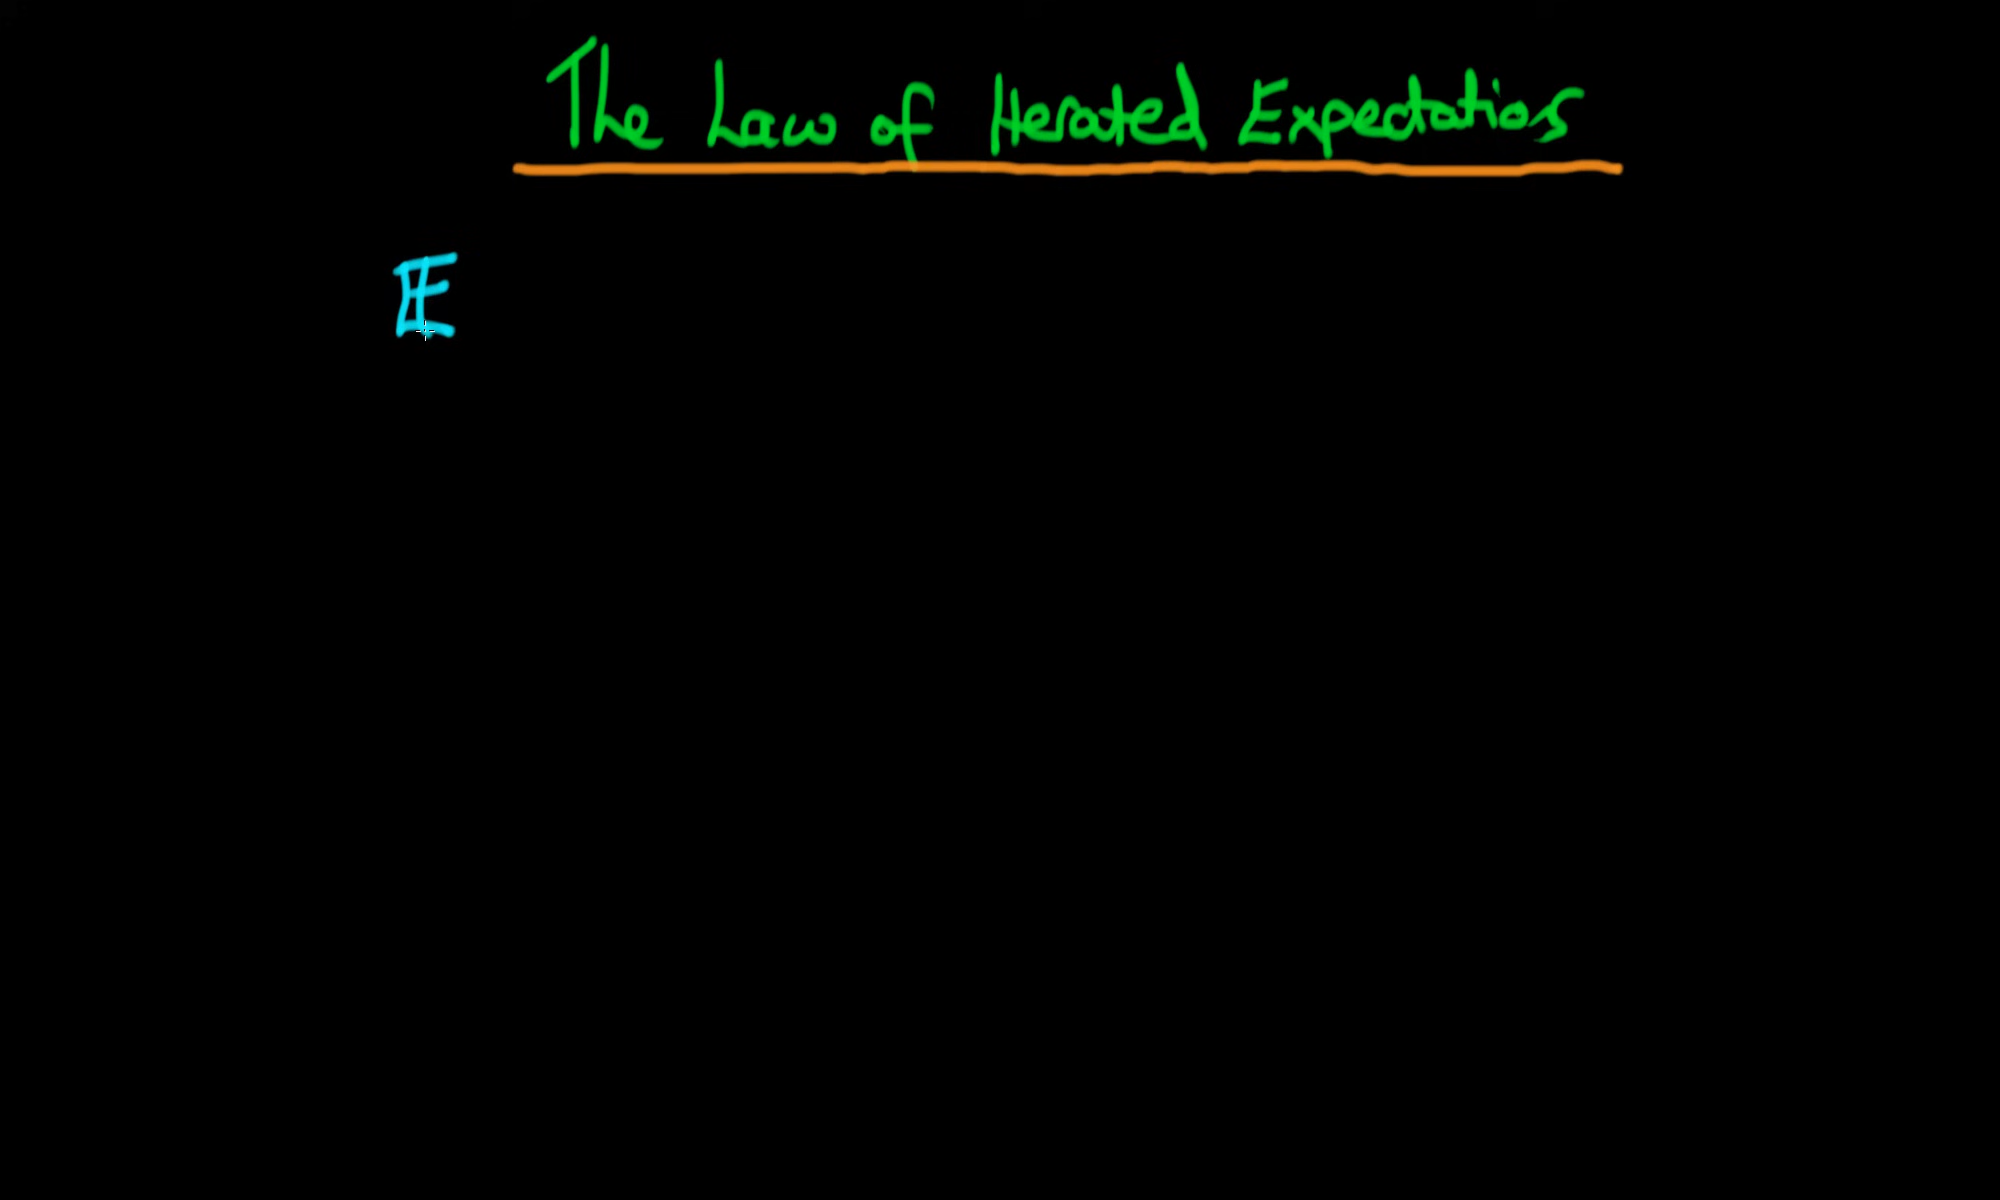 The Law of Iterated Expectations
𝔼